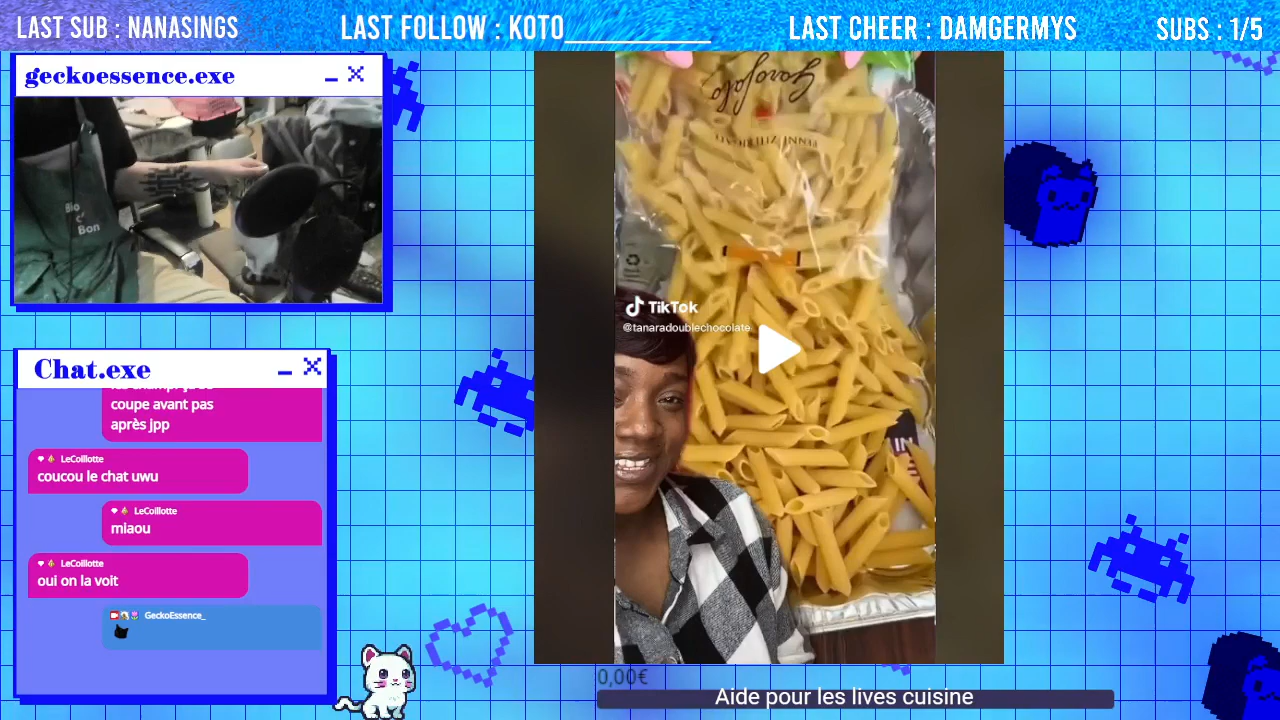 LAST SUB : NANASINGS
LAST FOLLOW : KOTO_______________
LAST CHEER : DAMGERMYS
SUBS : 1/5
geckoessence.exe
Bio
c'
Bon
Chat.exe
coupe avant pas
après jpp
LeCoillotte
coucou le chat uwu
LeCoillotte
miaou
LeCoillotte
oui on la voit
GeckoEssence_
Garofalo
TikTok
@tanaradoublechocolate
0,00€
Aide pour les lives cuisine